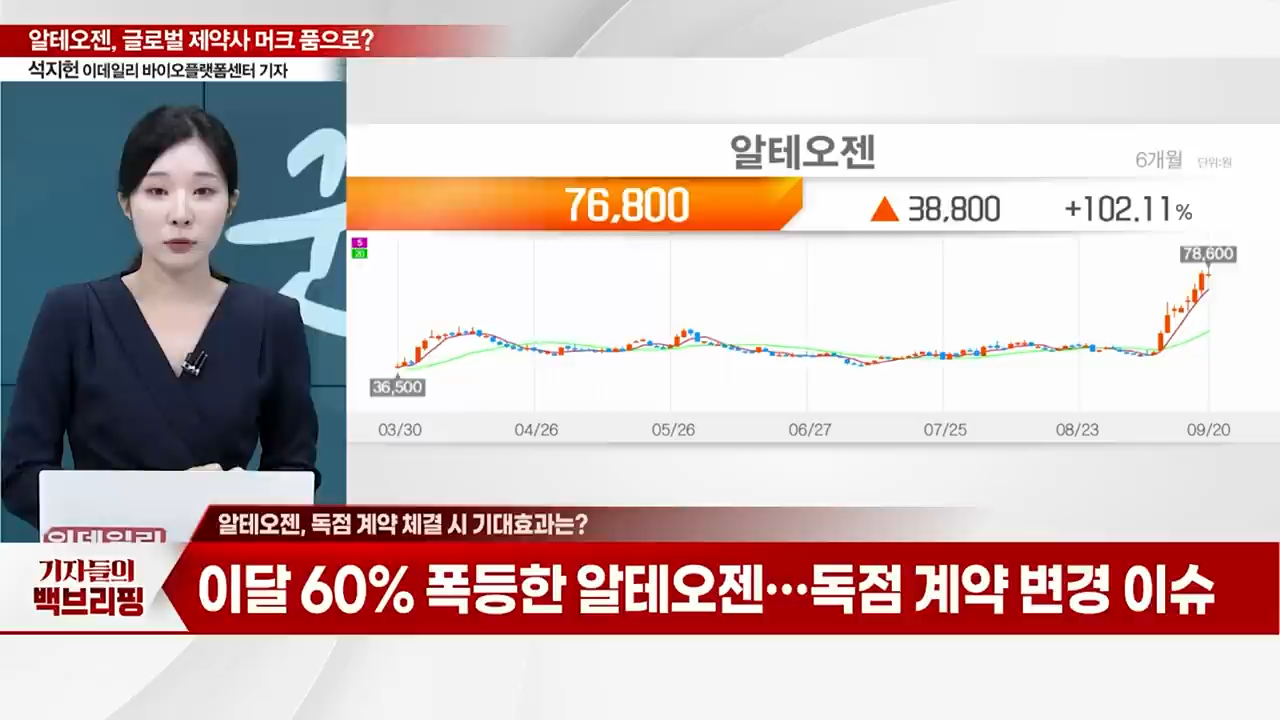 알테오젠, 글로벌 제약사 머크 품으로?
석지헌 이데일리 바이오플랫폼센터 기자
알테오젠
6개월 단위:원
76,800 ▲ 38,800 +102.11%
5
20
78,600
36,500
03/30 04/26 05/26 06/27 07/25 08/23 09/20
이데일리
알테오젠, 독점 계약 체결 시 기대효과는?
기자들의
백브리핑
이달 60% 폭등한 알테오젠…독점 계약 변경 이슈